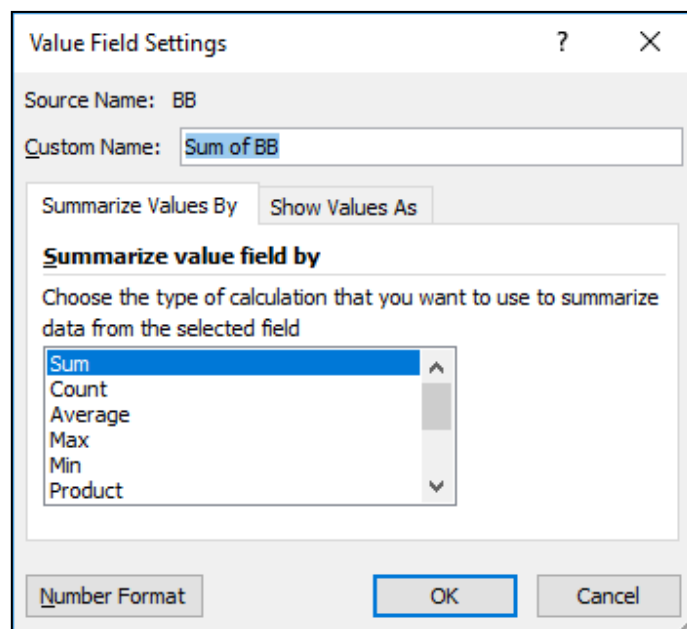 Value Field Settings ?
Source Name: BB
Custom Name: Sum of BB
Summarize Values By Show Values As
Summarize value field by
Choose the type of calculation that you want to use to summarize
data from the selected field
Sum
Count
Average
Max
Min
Product
Number Format OK Cancel